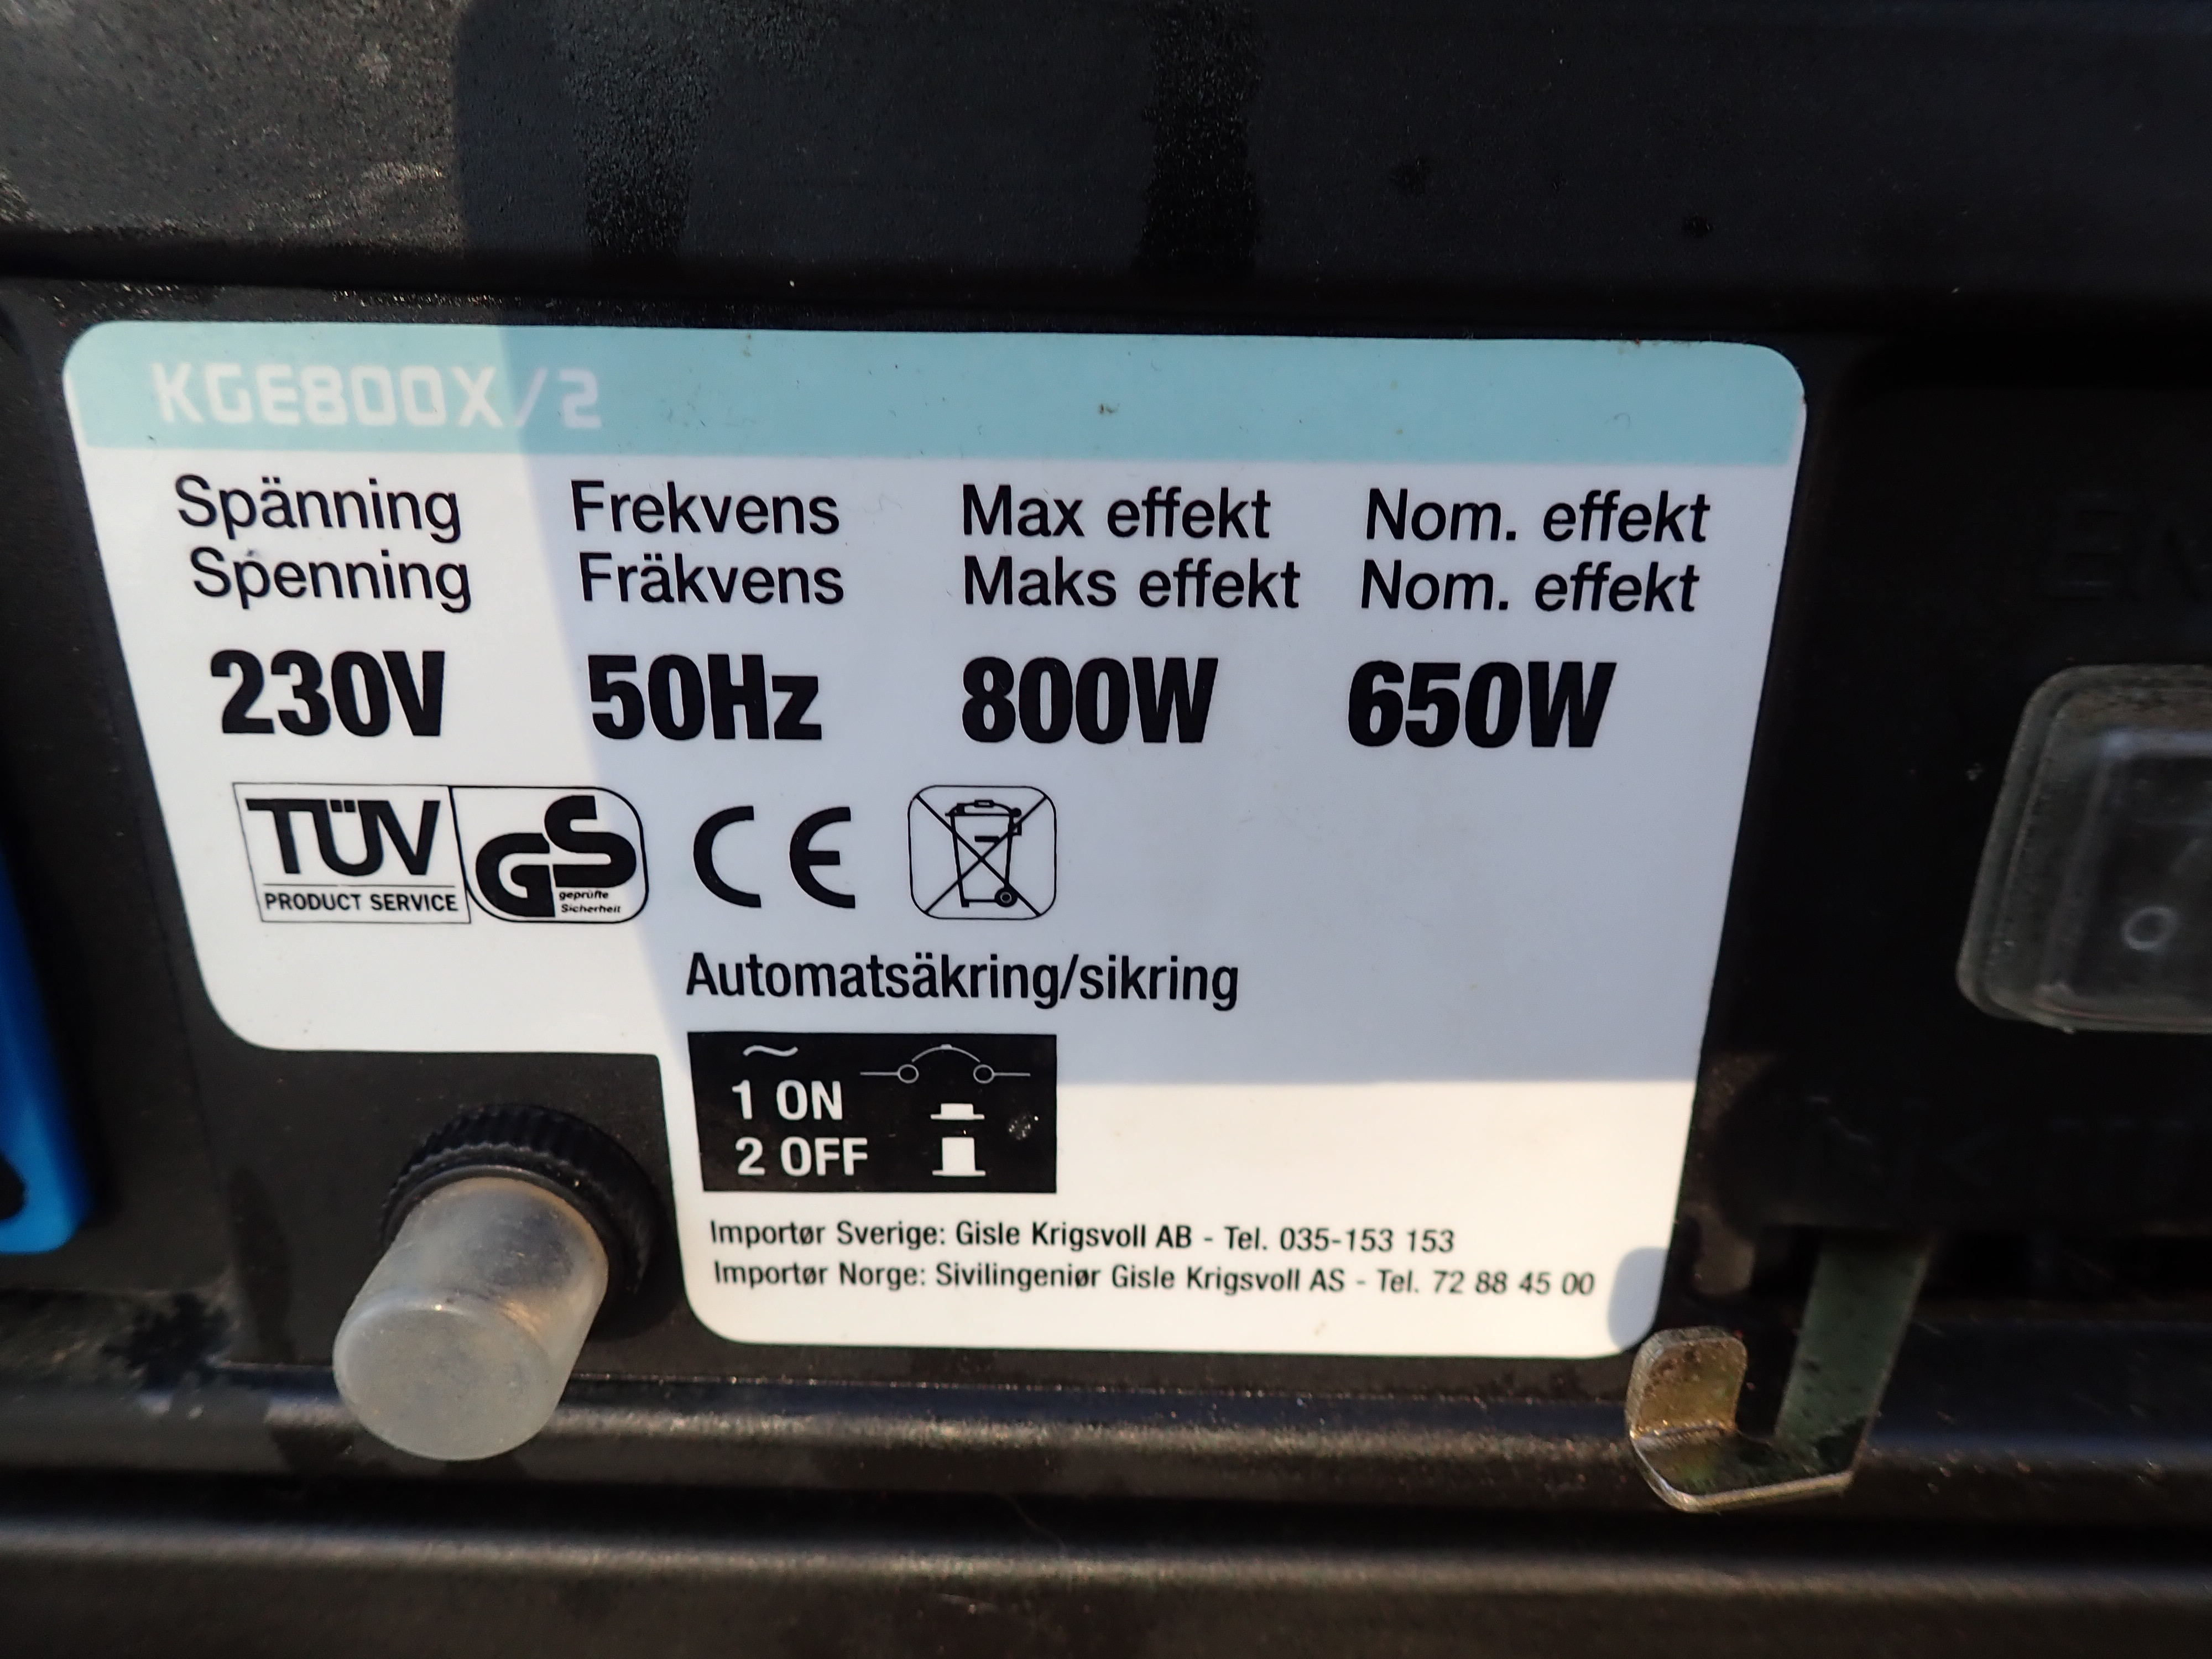 KGE800X/2
Spänning Frekvens Max effekt Nom. effekt
Spenning Fräkvens Maks effekt Nom. effekt
230V 50Hz 800W 650W
TÜV GS CE
PRODUCT SERVICE geprüfte
Sicherheit
Automatsäkring/sikring
~
1 ON
2 OFF
Importør Sverige: Gisle Krigsvoll AB - Tel. 035-153 153
Importør Norge: Sivilingeniør Gisle Krigsvoll AS - Tel. 72 88 45 00